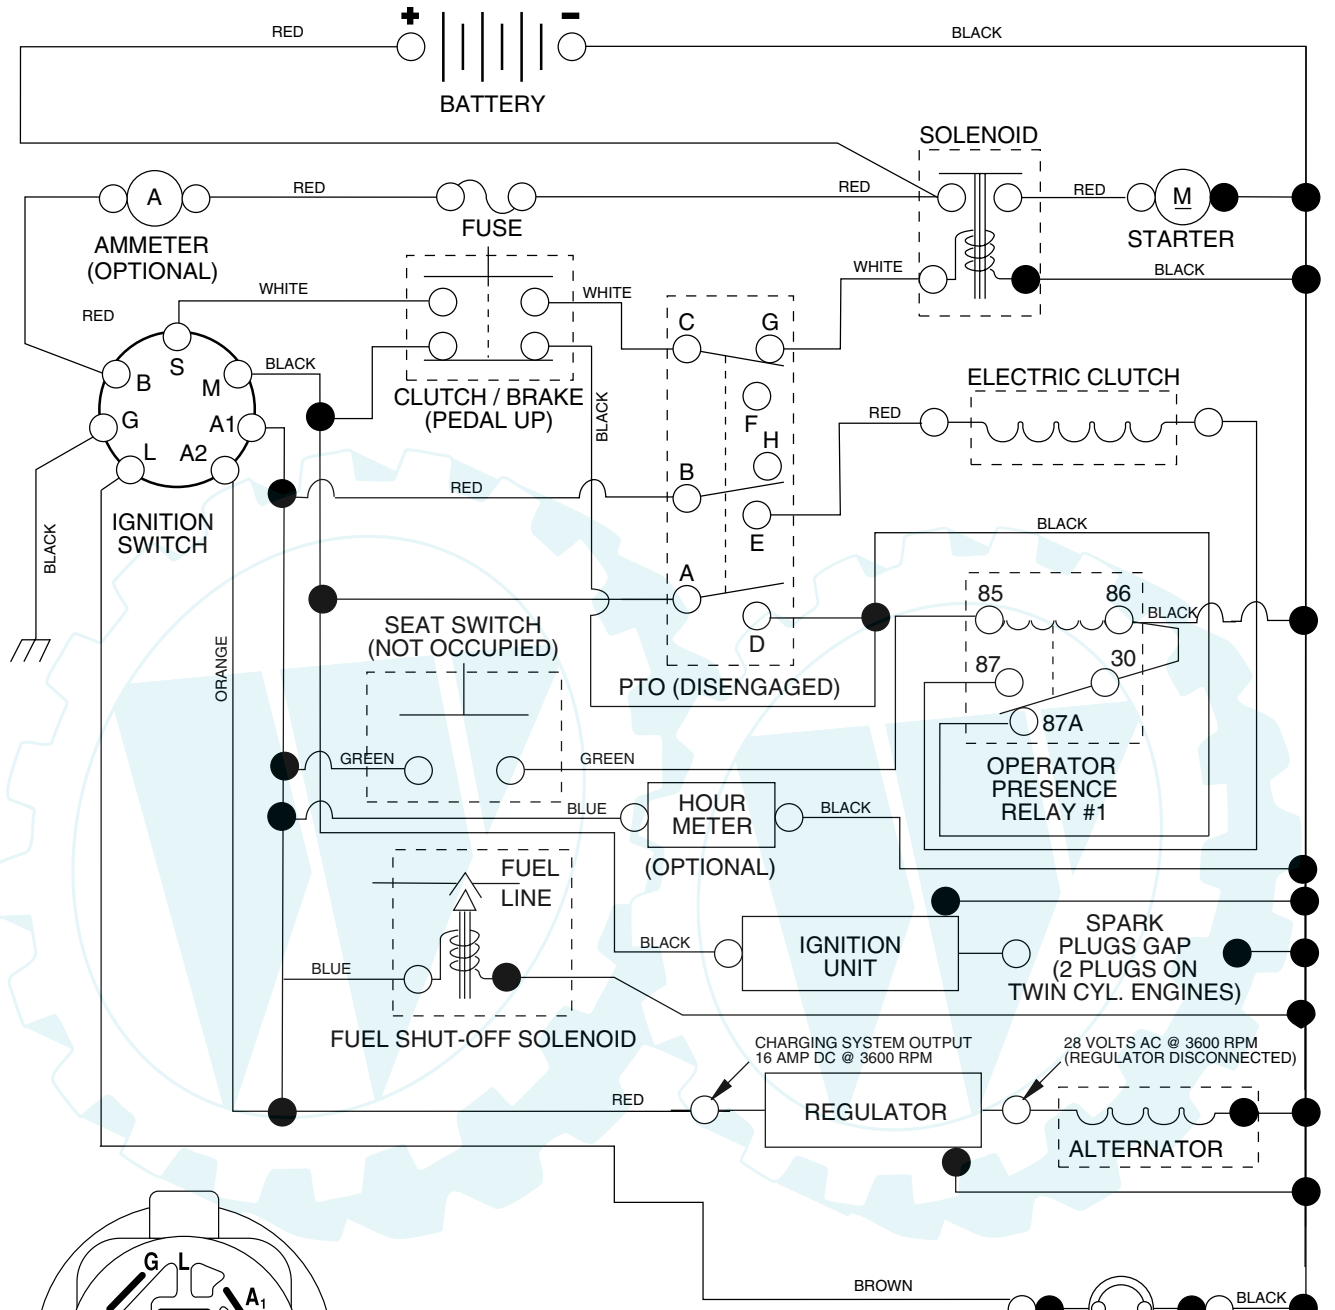 + -
RED
BLACK
BATTERY
SOLENOID
A
RED
RED
RED
M
FUSE
STARTER
AMMETER
(OPTIONAL)
WHITE
BLACK
WHITE
WHITE
RED
C G
S
B
M
BLACK
ELECTRIC CLUTCH
CLUTCH / BRAKE
(PEDAL UP)
BLACK
F
RED
G
A1
H
L
A2
B
RED
IGNITION
SWITCH
BLACK
E
BLACK
A
85 86
BLACK
SEAT SWITCH
(NOT OCCUPIED)
D
ORANGE
87 30
PTO (DISENGAGED)
87A
GREEN
GREEN
OPERATOR
PRESENCE
RELAY #1
BLUE
HOUR
METER
BLACK
(OPTIONAL)
FUEL
LINE
SPARK
PLUGS GAP
(2 PLUGS ON
TWIN CYL. ENGINES)
BLACK
IGNITION
UNIT
BLUE
FUEL SHUT-OFF SOLENOID
CHARGING SYSTEM OUTPUT
16 AMP DC @ 3600 RPM
28 VOLTS AC @ 3600 RPM
(REGULATOR DISCONNECTED)
RED
REGULATOR
ALTERNATOR
G L
A1
BROWN
BLACK